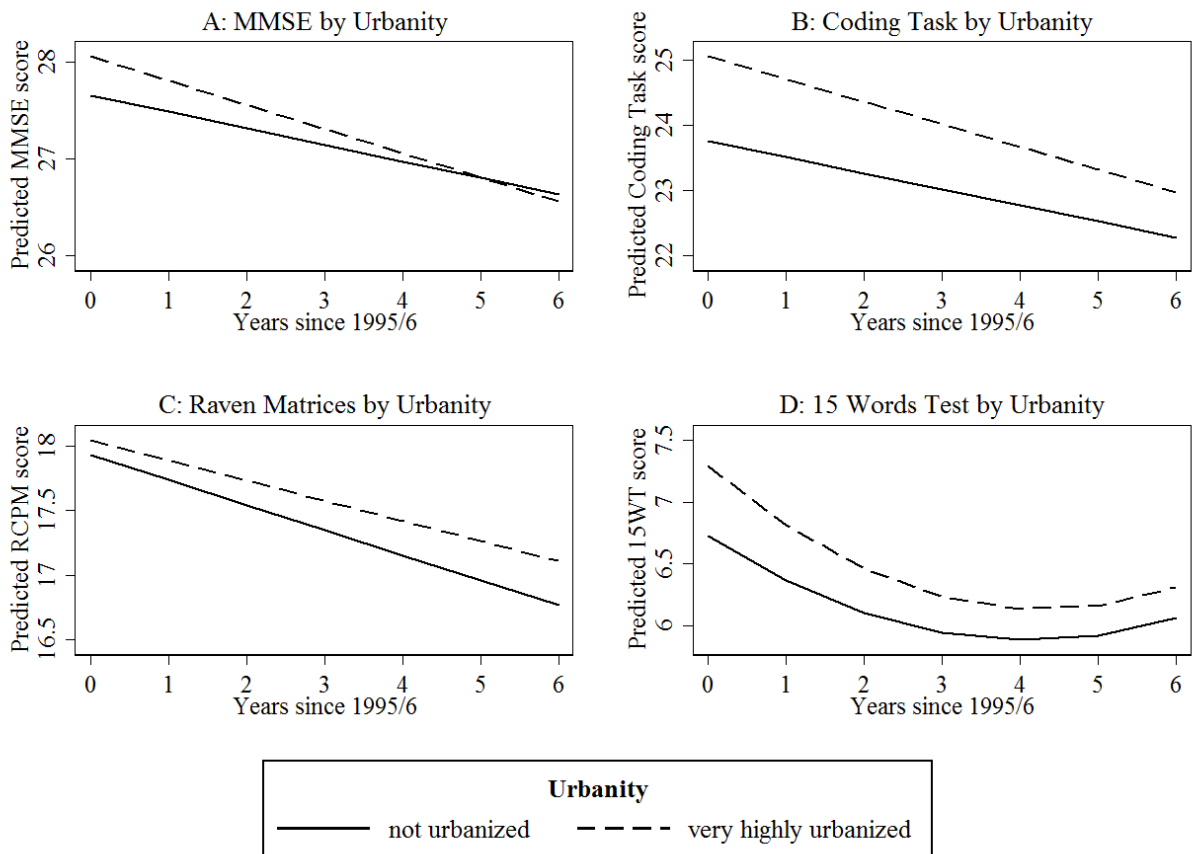 A: MMSE by Urbanity
Predicted MMSE score
28
27
26
0 1 2 3 4 5 6
Years since 1995/6
B: Coding Task by Urbanity
Predicted Coding Task score
25
24
23
22
0 1 2 3 4 5 6
Years since 1995/6
C: Raven Matrices by Urbanity
Predicted RCPM score
18
17.5
17
16.5
0 1 2 3 4 5 6
Years since 1995/6
D: 15 Words Test by Urbanity
Predicted 15WT score
7.5
7
6.5
6
0 1 2 3 4 5 6
Years since 1995/6
Urbanity
not urbanized very highly urbanized